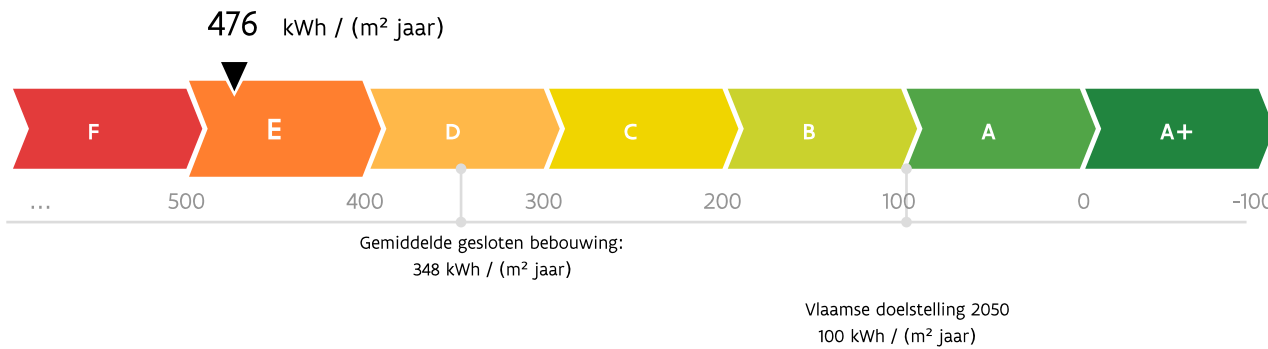 476 kWh / (m² jaar)
F E D C B A A+
... 500 400 300 200 100 0 -100
Gemiddelde gesloten bebouwing:
348 kWh / (m² jaar)
Vlaamse doelstelling 2050
100 kWh / (m² jaar)